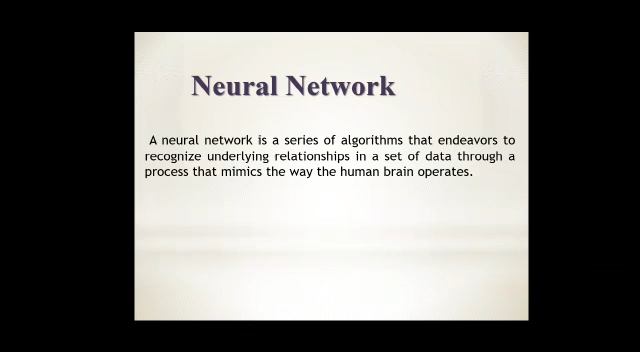 Neural Network
A neural network is a series of algorithms that endeavors to
recognize underlying relationships in a set of data through a
process that mimics the way the human brain operates.